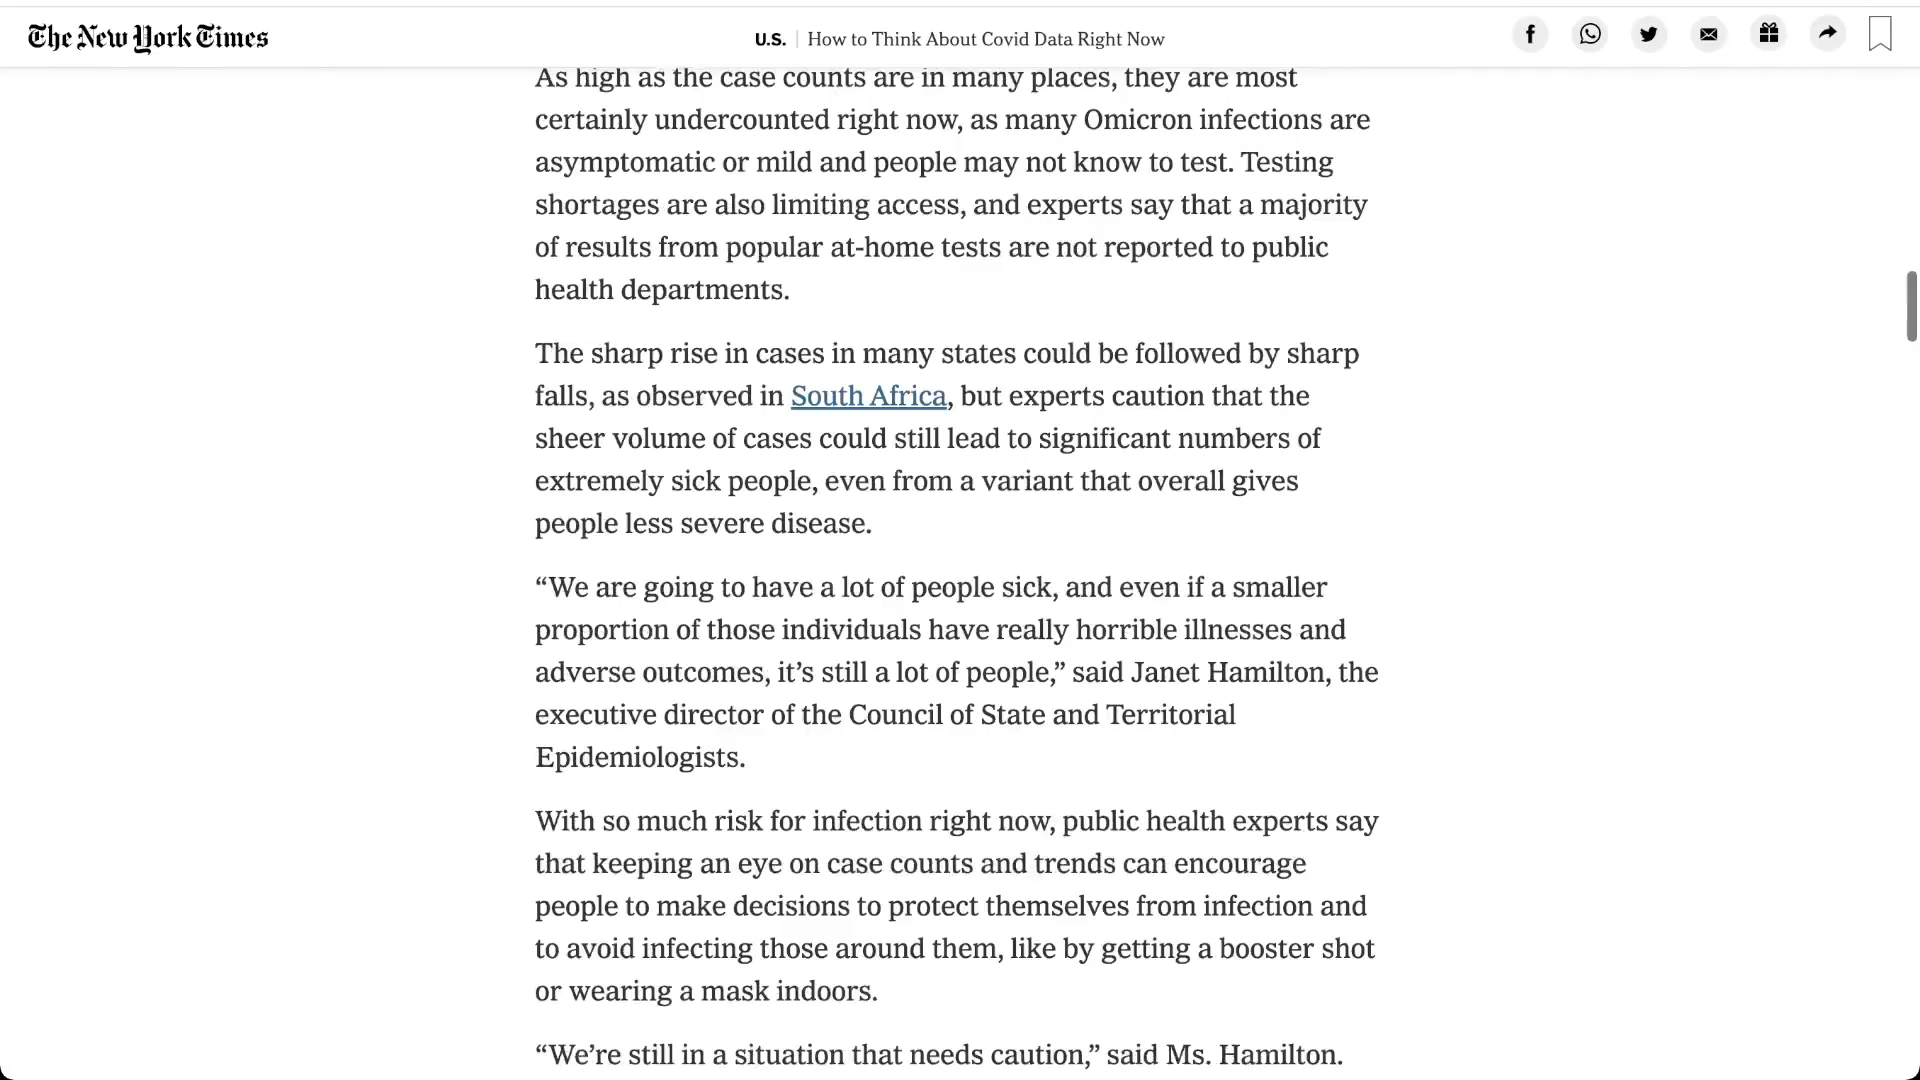 The New York Times
U.S. | How to Think About Covid Data Right Now
As high as the case counts are in many places, they are most
certainly undercounted right now, as many Omicron infections are
asymptomatic or mild and people may not know to test. Testing
shortages are also limiting access, and experts say that a majority
of results from popular at-home tests are not reported to public
health departments.
The sharp rise in cases in many states could be followed by sharp
falls, as observed in South Africa, but experts caution that the
sheer volume of cases could still lead to significant numbers of
extremely sick people, even from a variant that overall gives
people less severe disease.
“We are going to have a lot of people sick, and even if a smaller
proportion of those individuals have really horrible illnesses and
adverse outcomes, it’s still a lot of people,” said Janet Hamilton, the
executive director of the Council of State and Territorial
Epidemiologists.
With so much risk for infection right now, public health experts say
that keeping an eye on case counts and trends can encourage
people to make decisions to protect themselves from infection and
to avoid infecting those around them, like by getting a booster shot
or wearing a mask indoors.
“We’re still in a situation that needs caution,” said Ms. Hamilton.